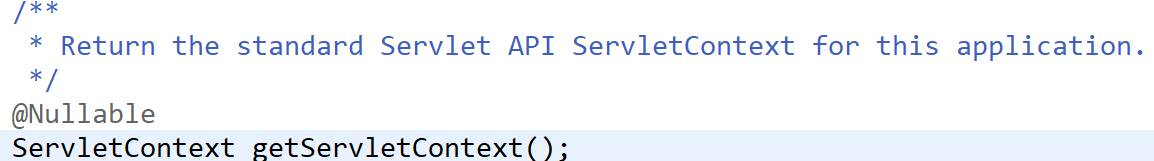 /**
* Return the standard Servlet API ServletContext for this application.
*/
@Nullable
ServletContext getServletContext();